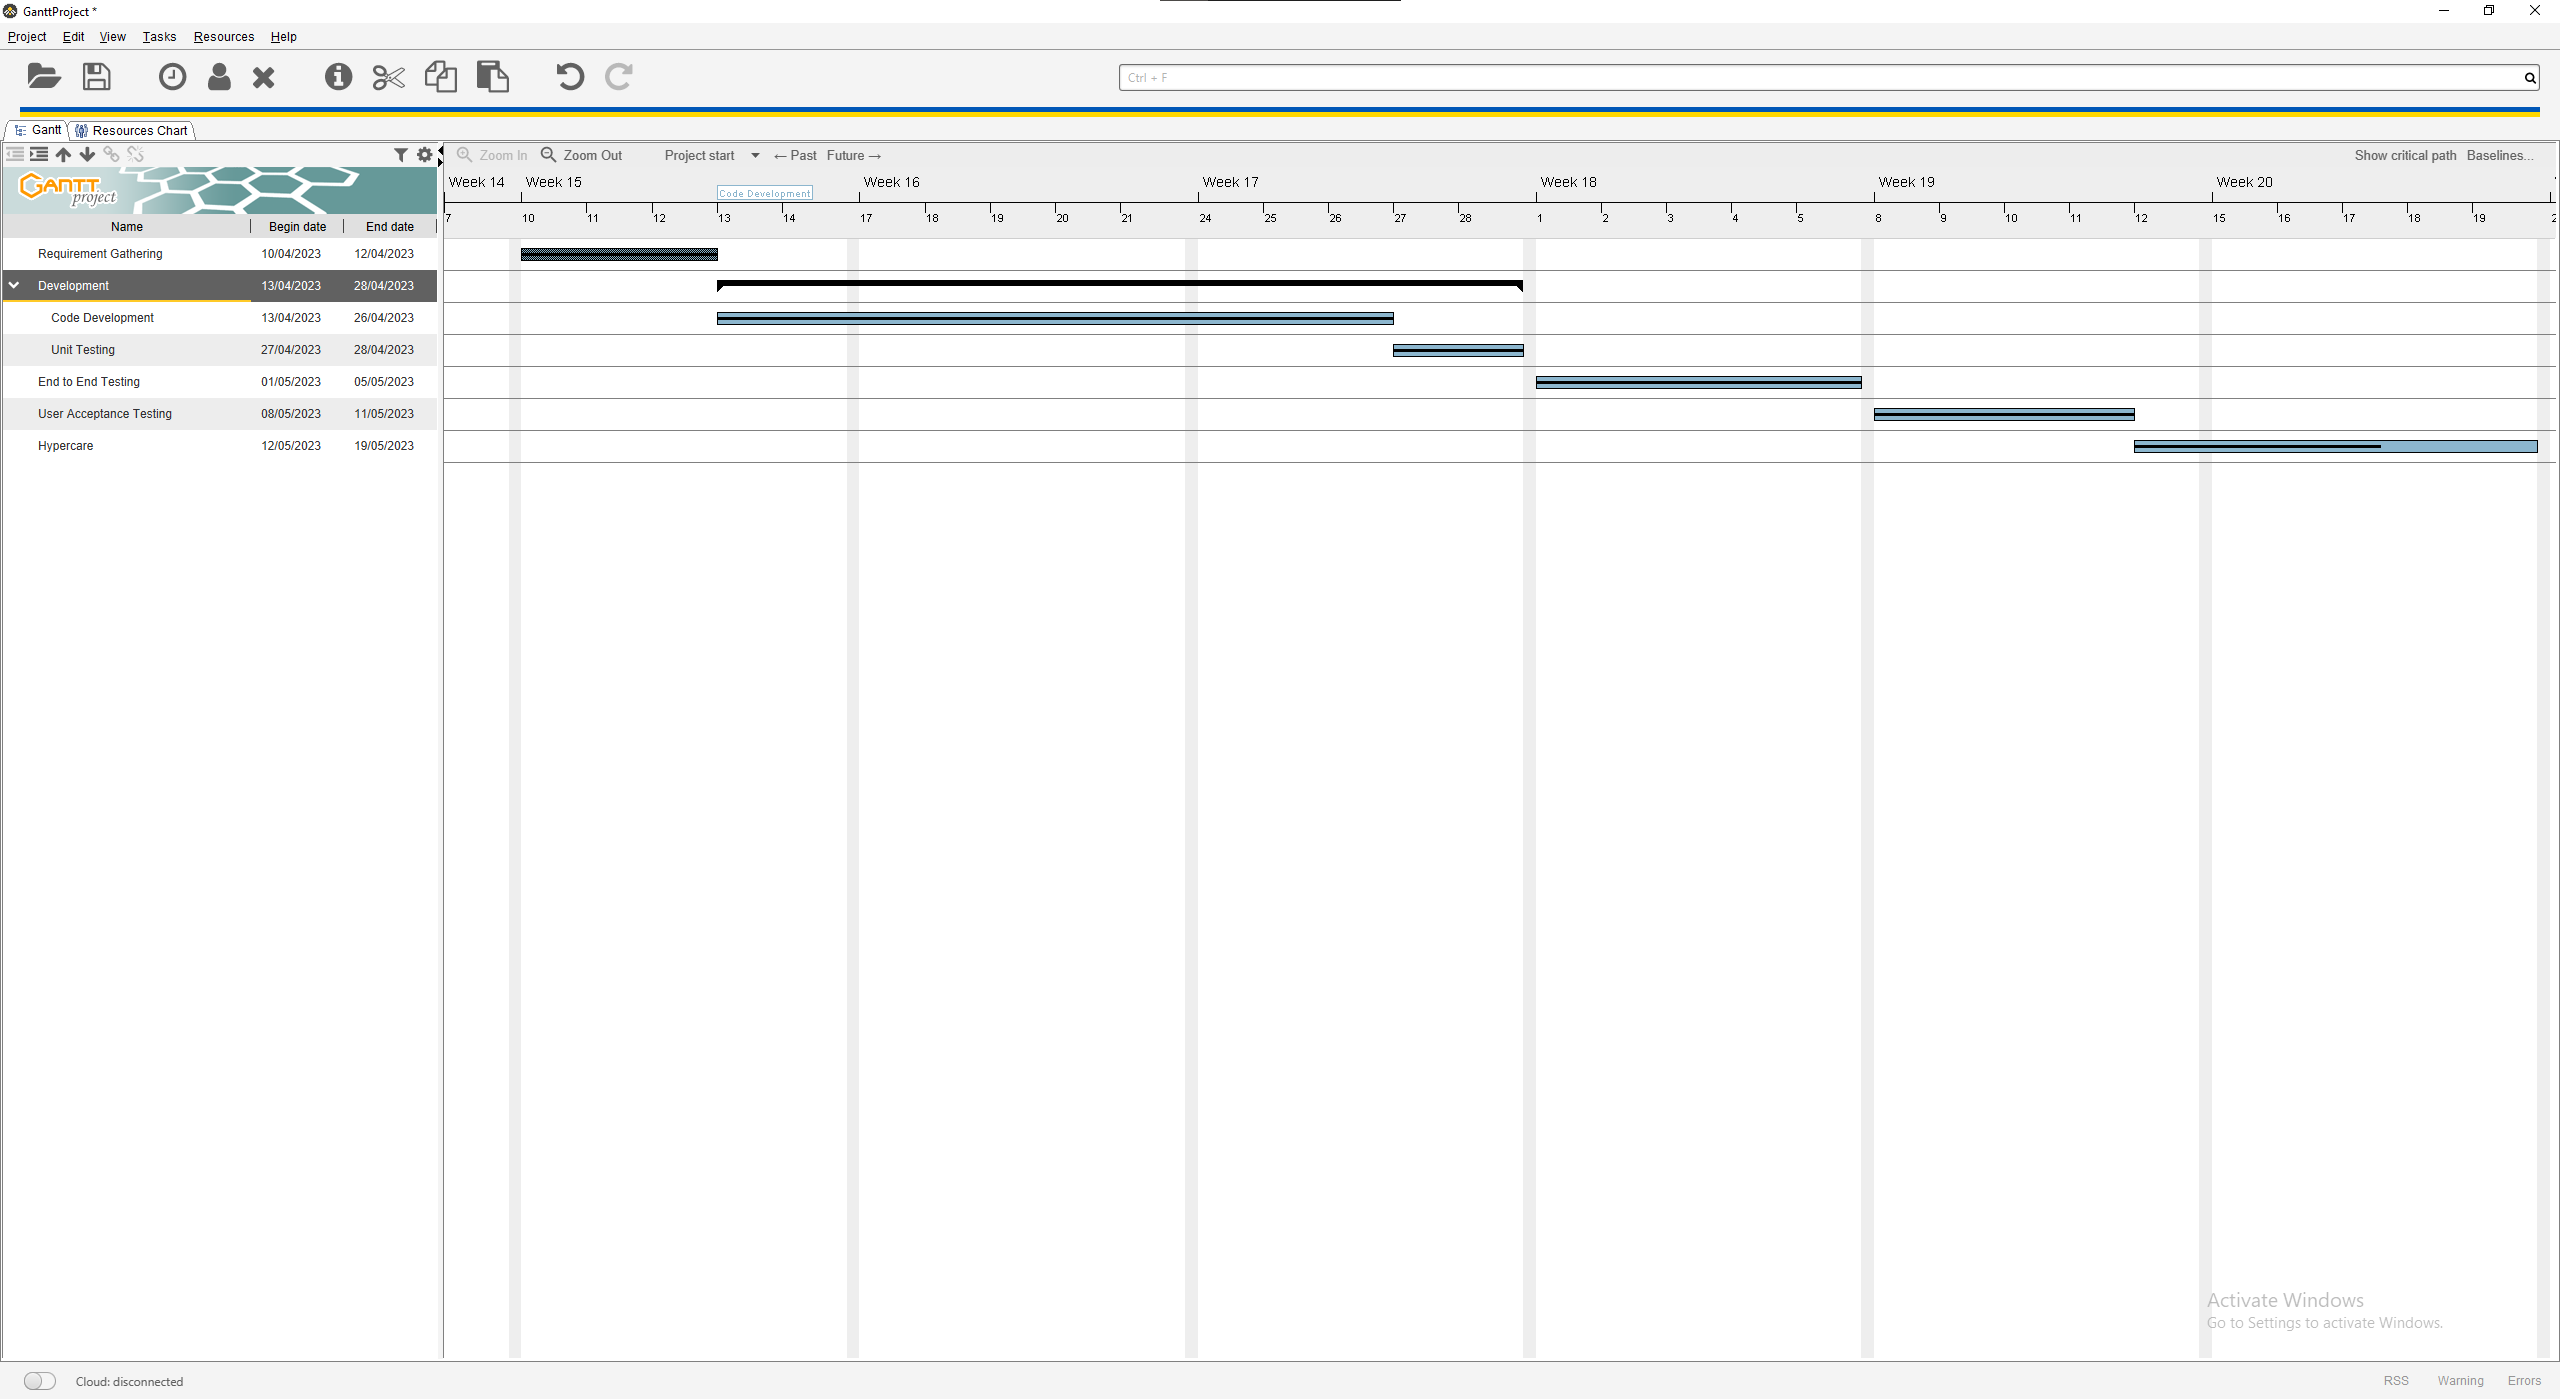 GanttProject *
Project Edit View Tasks Resources Help
Ctrl + F
Gantt Resources Chart
Zoom In Zoom Out Project start ← Past Future → Show critical path Baselines...
GANTT project
Week 14 Week 15 Week 16 Week 17 Week 18 Week 19 Week 20
Code Development
7 10 11 12 13 14 17 18 19 20 21 24 25 26 27 28 1 2 3 4 5 8 9 10 11 12 15 16 17 18 19 2
Name Begin date End date
Requirement Gathering 10/04/2023 12/04/2023
Development 13/04/2023 28/04/2023
Code Development 13/04/2023 26/04/2023
Unit Testing 27/04/2023 28/04/2023
End to End Testing 01/05/2023 05/05/2023
User Acceptance Testing 08/05/2023 11/05/2023
Hypercare 12/05/2023 19/05/2023
Activate Windows
Go to Settings to activate Windows.
Cloud: disconnected RSS Warning Errors